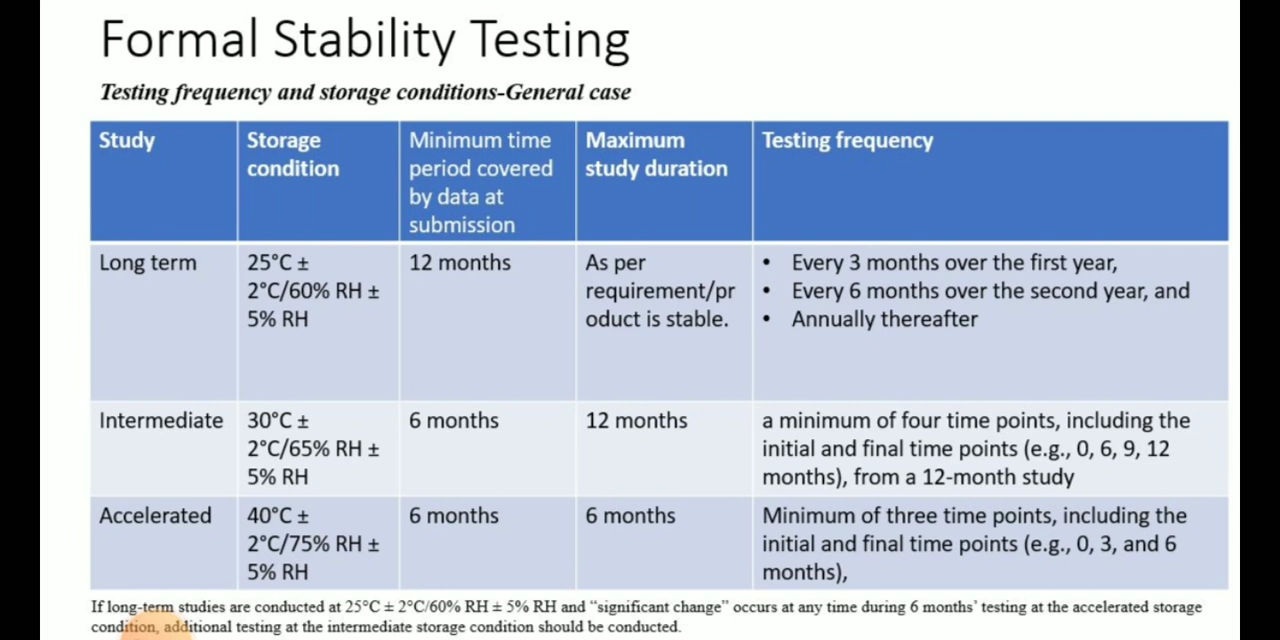 Formal Stability Testing
Testing frequency and storage conditions-General case
Study
Storage
condition
Minimum time
period covered
by data at
submission
Maximum
study duration
Testing frequency
Long term
25°C ±
2°C/60% RH ±
5% RH
12 months
As per
requirement/pr
oduct is stable.
• Every 3 months over the first year,
• Every 6 months over the second year, and
• Annually thereafter
Intermediate
30°C ±
2°C/65% RH ±
5% RH
6 months
12 months
a minimum of four time points, including the
initial and final time points (e.g., 0, 6, 9, 12
months), from a 12-month study
Accelerated
40°C ±
2°C/75% RH ±
5% RH
6 months
6 months
Minimum of three time points, including the
initial and final time points (e.g., 0, 3, and 6
months),
If long-term studies are conducted at 25°C ± 2°C/60% RH ± 5% RH and “significant change” occurs at any time during 6 months’ testing at the accelerated storage
condition, additional testing at the intermediate storage condition should be conducted.